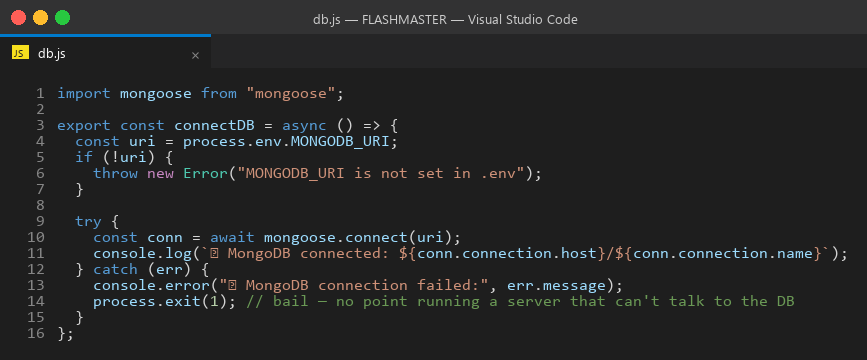 db.js — FLASHMASTER — Visual Studio Code
JS db.js ×
1 import mongoose from "mongoose";
2
3 export const connectDB = async () => {
4   const uri = process.env.MONGODB_URI;
5   if (!uri) {
6     throw new Error("MONGODB_URI is not set in .env");
7   }
8
9   try {
10     const conn = await mongoose.connect(uri);
11     console.log(`▯ MongoDB connected: ${conn.connection.host}/${conn.connection.name}`);
12   } catch (err) {
13     console.error("▯ MongoDB connection failed:", err.message);
14     process.exit(1); // bail — no point running a server that can't talk to the DB
15   }
16 };